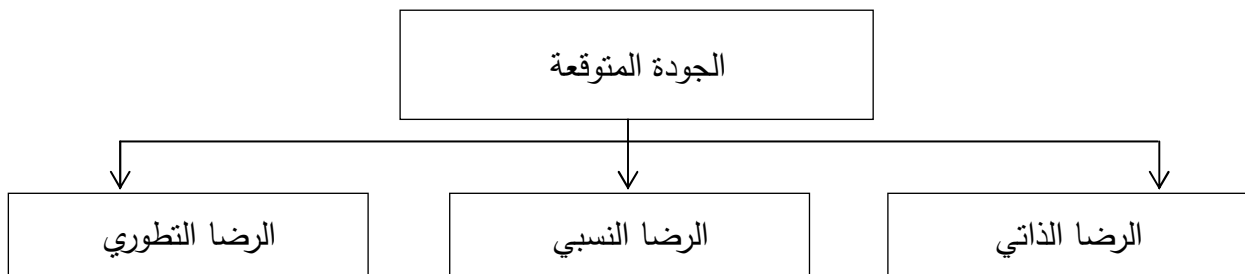 الجودة المتوقعة
الرضا الذاتي
الرضا النسبي
الرضا التطوري